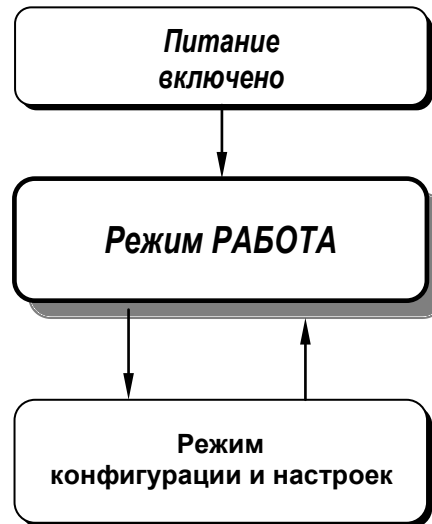 Питание
включено
Режим РАБОТА
Режим
конфигурации и настроек